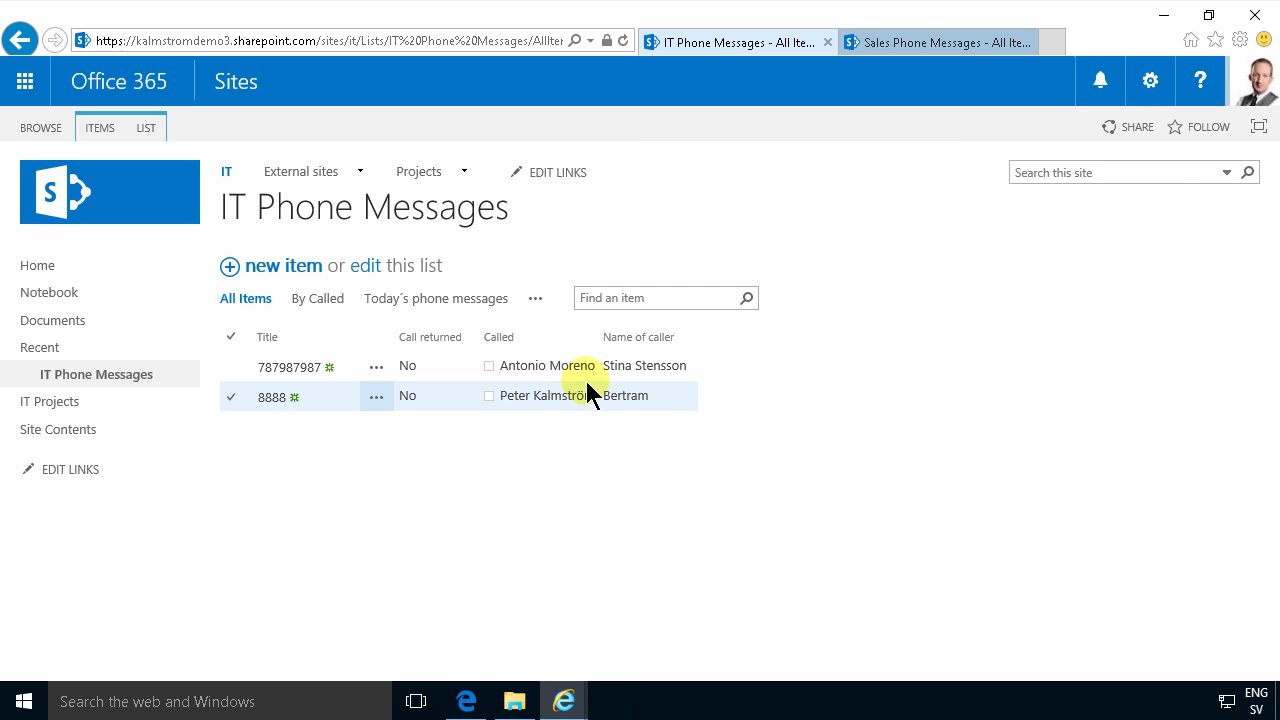 https://kalmstromdemo3.sharepoint.com/sites/it/Lists/IT%20Phone%20Messages/AllIter
IT Phone Messages - All Ite...
Sales Phone Messages - All Ite...
Office 365
Sites
BROWSE
ITEMS
LIST
SHARE
FOLLOW
IT
External sites
Projects
EDIT LINKS
Search this site
IT Phone Messages
new item or edit this list
All Items
By Called
Today´s phone messages
Find an item
Home
Notebook
Documents
Recent
IT Phone Messages
IT Projects
Site Contents
EDIT LINKS
Title
Call returned
Called
Name of caller
787987987
No
Antonio Moreno
Stina Stensson
8888
No
Peter Kalmström
Bertram
Search the web and Windows
ENG
SV